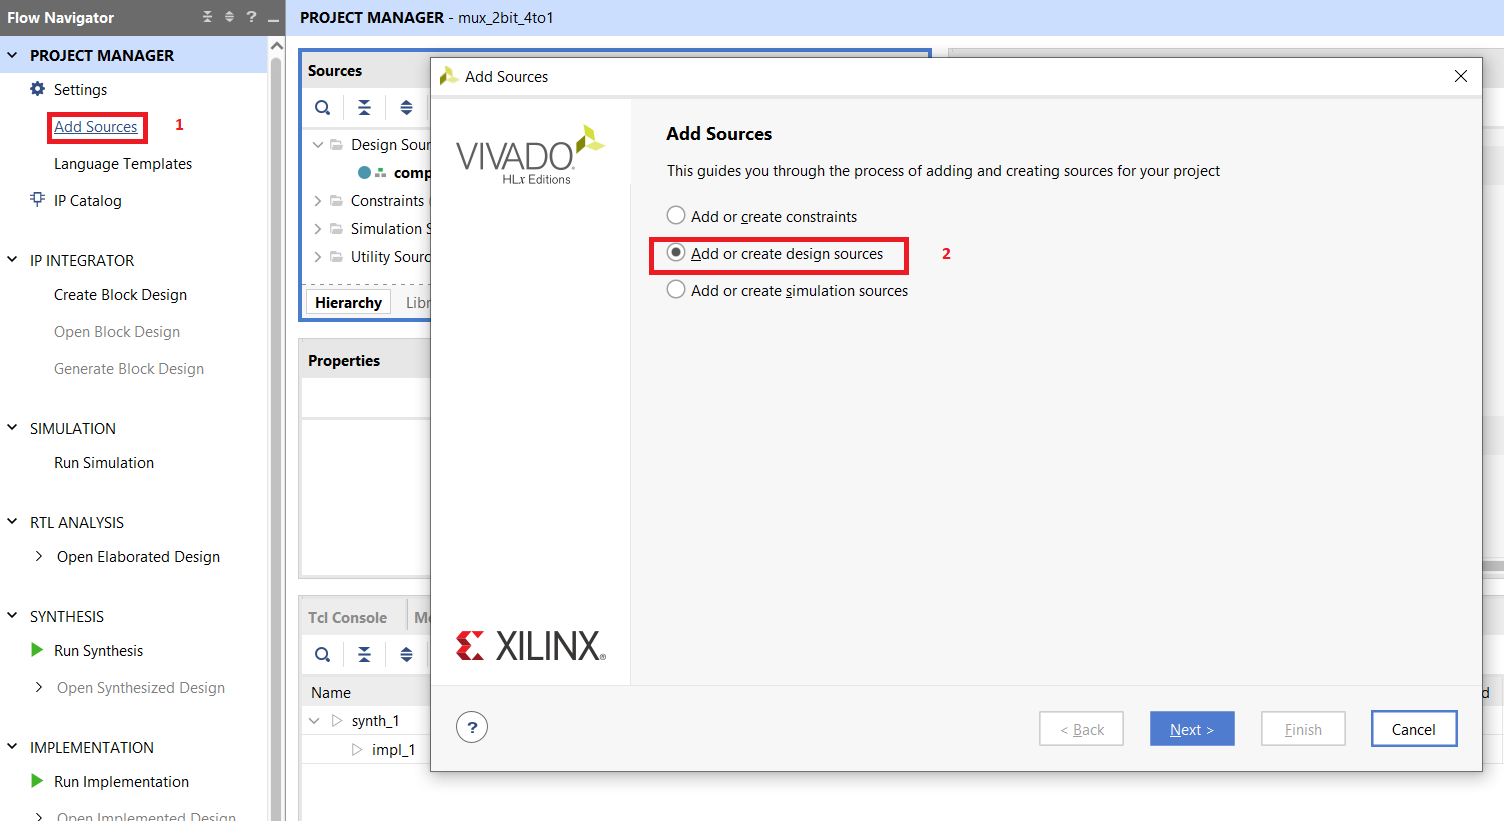 Flow Navigator
?
PROJECT MANAGER
Settings
Add Sources
1
Language Templates
IP Catalog
IP INTEGRATOR
Create Block Design
Open Block Design
Generate Block Design
SIMULATION
Run Simulation
RTL ANALYSIS
Open Elaborated Design
SYNTHESIS
Run Synthesis
Open Synthesized Design
IMPLEMENTATION
Run Implementation
Open Implemented Design
PROJECT MANAGER - mux_2bit_4to1
Sources
Design Sour
comp
Constraints
Simulation S
Utility Sourc
Hierarchy
Libr
Properties
Tcl Console
Me
Name
synth_1
impl_1
d
Add Sources
VIVADO
HLx Editions
Add Sources
This guides you through the process of adding and creating sources for your project
Add or create constraints
Add or create design sources
2
Add or create simulation sources
XILINX®
?
< Back
Next >
Finish
Cancel